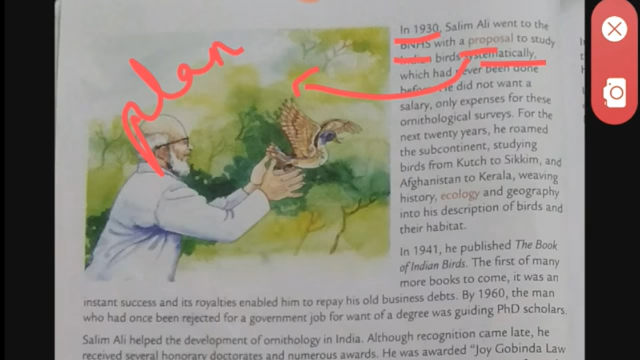 plan
In 1930, Salim Ali went to the
BNHS with a proposal to study
Indian birds systematically,
which had never been done
before. He did not want a
salary, only expenses for these
ornithological surveys. For the
next twenty years, he roamed
the subcontinent, studying
birds from Kutch to Sikkim, and
Afghanistan to Kerala, weaving
history, ecology and geography
into his description of birds and
their habitat.
In 1941, he published The Book
of Indian Birds. The first of many
more books to come, it was an
instant success and its royalties enabled him to repay his old business debts. By 1960, the man
who had once been rejected for a government job for want of a degree was guiding PhD scholars.
Salim Ali helped the development of ornithology in India. Although recognition came late, he
received several honorary doctorates and numerous awards. He was awarded "Joy Gobinda Law